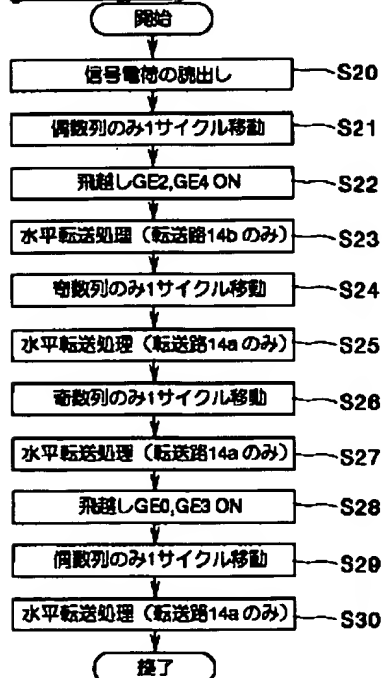 開始
信号電荷の読出し S20
偶数列のみ1サイクル移動 S21
飛越しGE2,GE4 ON S22
水平転送処理（転送路14bのみ） S23
奇数列のみ1サイクル移動 S24
水平転送処理（転送路14aのみ） S25
奇数列のみ1サイクル移動 S26
水平転送処理（転送路14aのみ） S27
飛越しGE0,GE3 ON S28
偶数列のみ1サイクル移動 S29
水平転送処理（転送路14aのみ） S30
終了